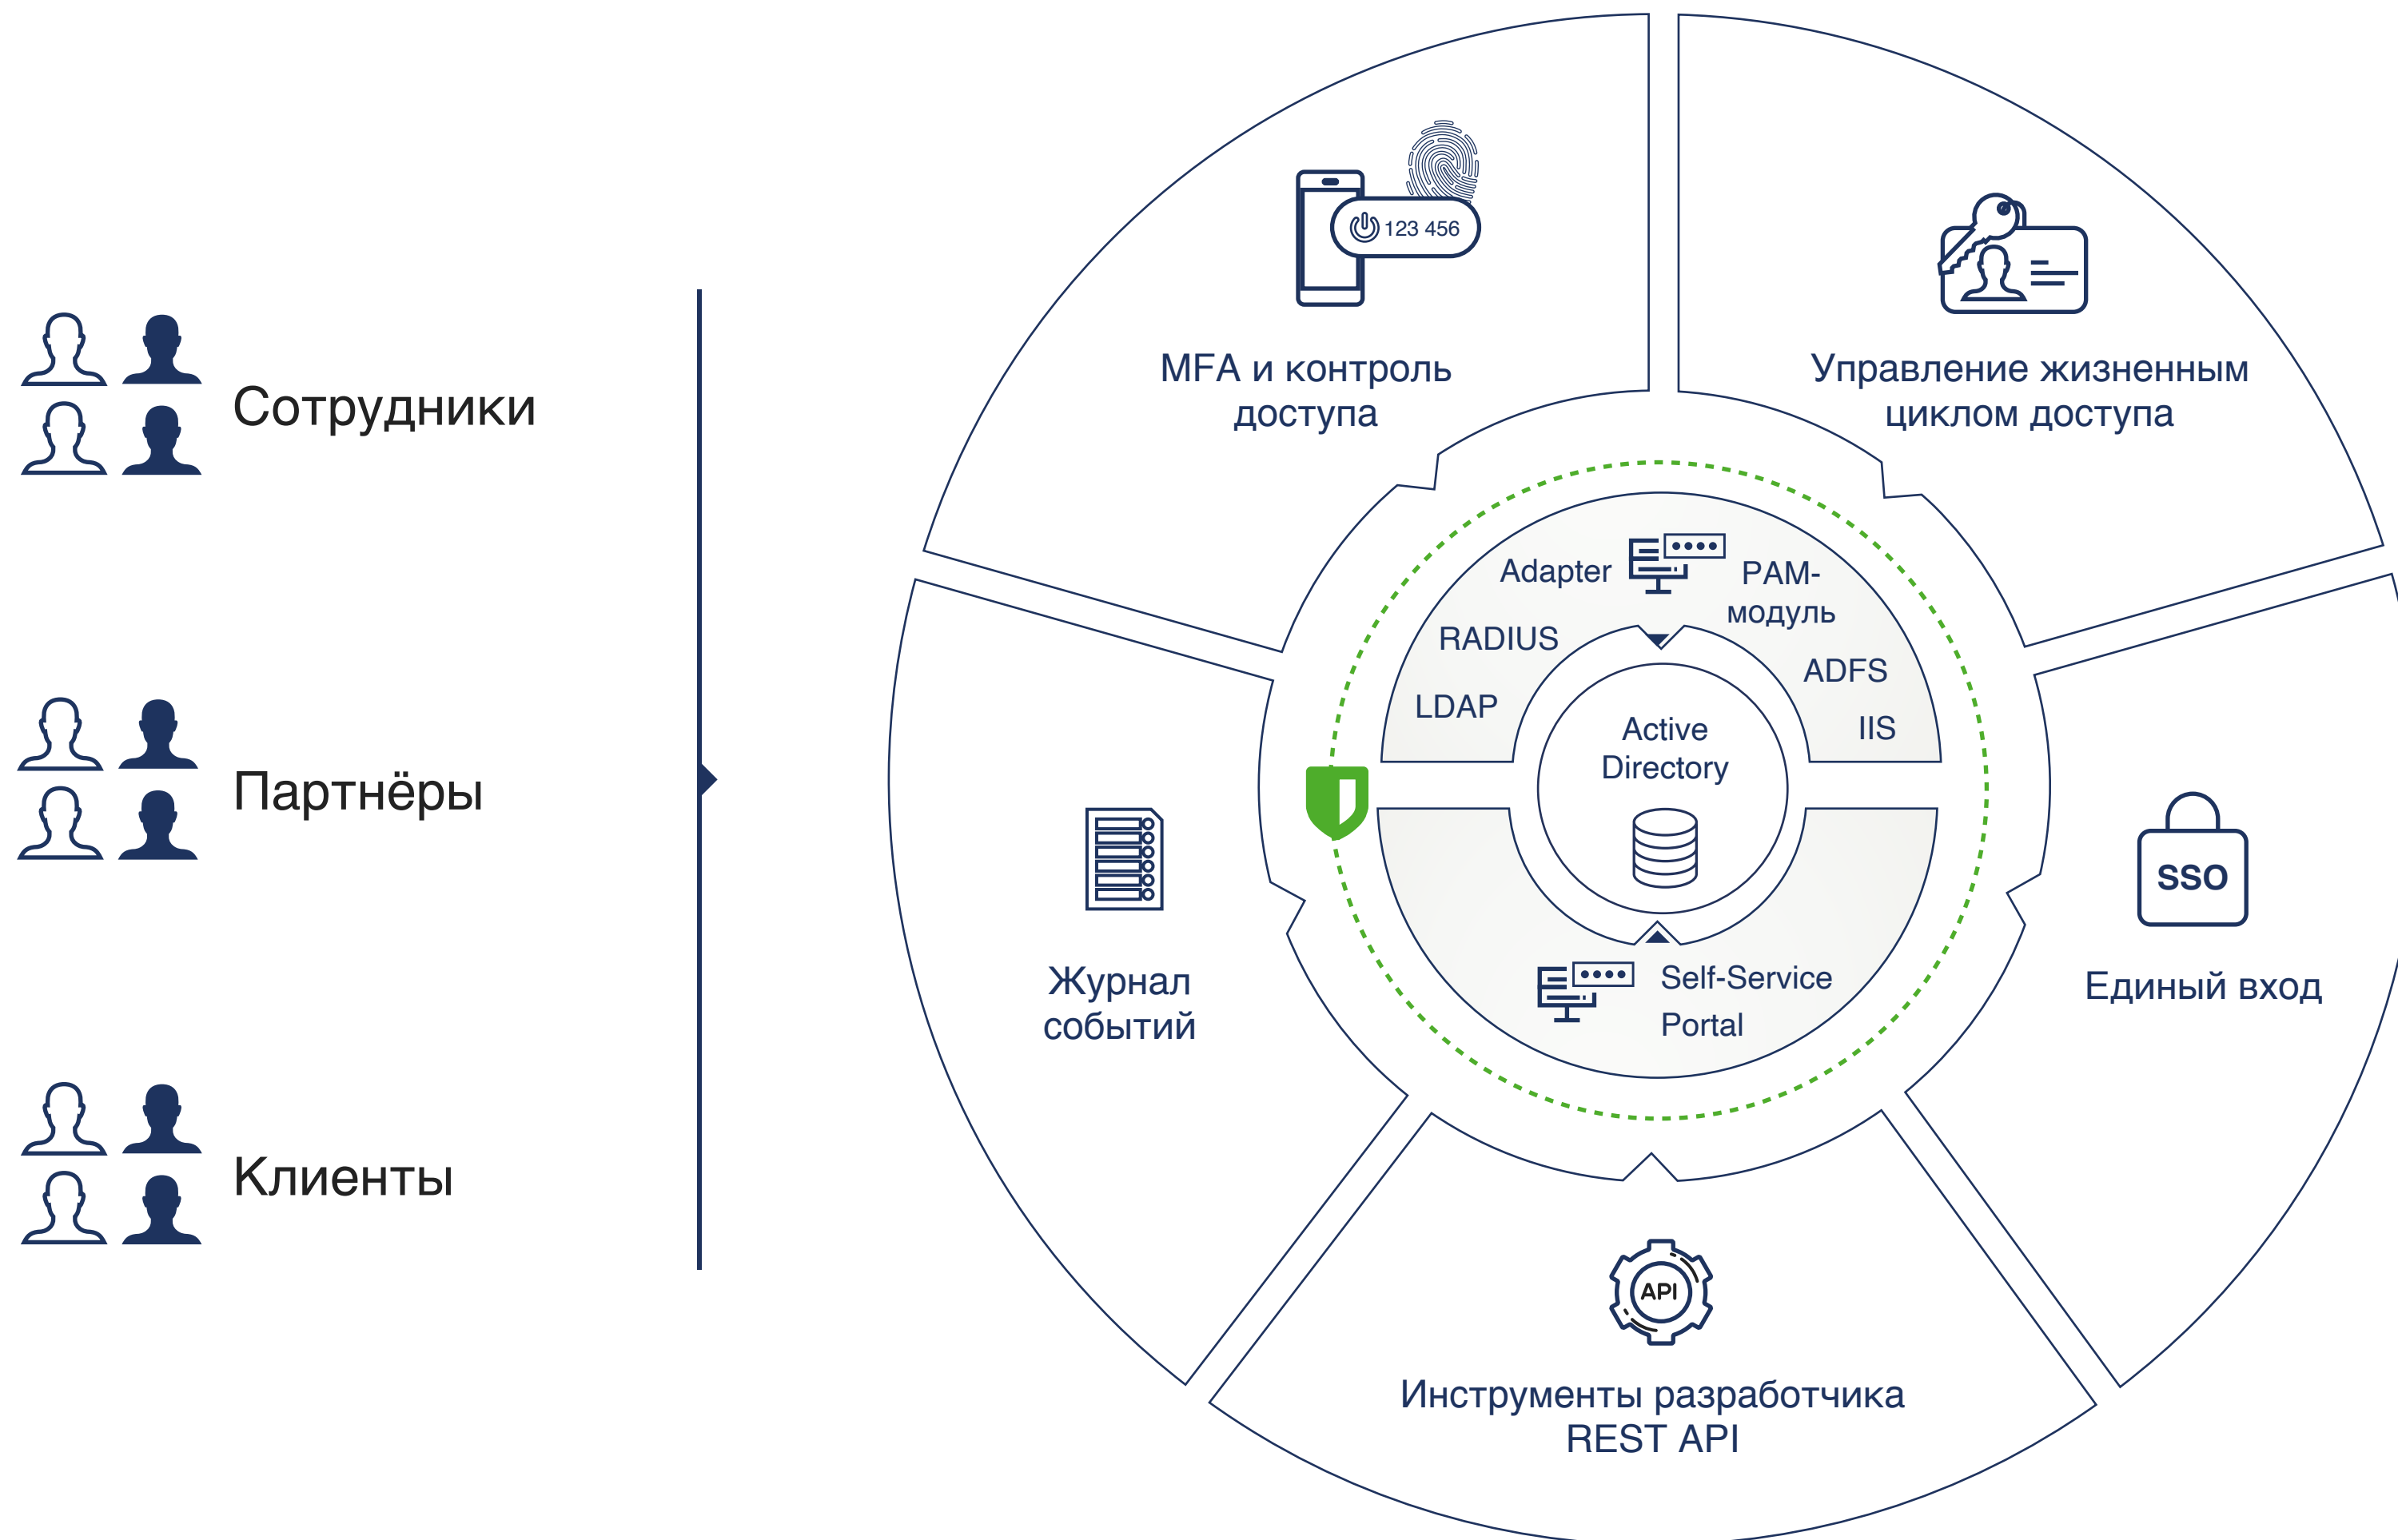 Сотрудники
Партнёры
Клиенты
123 456
MFA и контроль
доступа
Управление жизненным
циклом доступа
Adapter
PAM-
модуль
RADIUS
ADFS
LDAP
IIS
Active
Directory
Self-Service
Portal
Журнал
событий
SSO
Единый вход
API
Инструменты разработчика
REST API